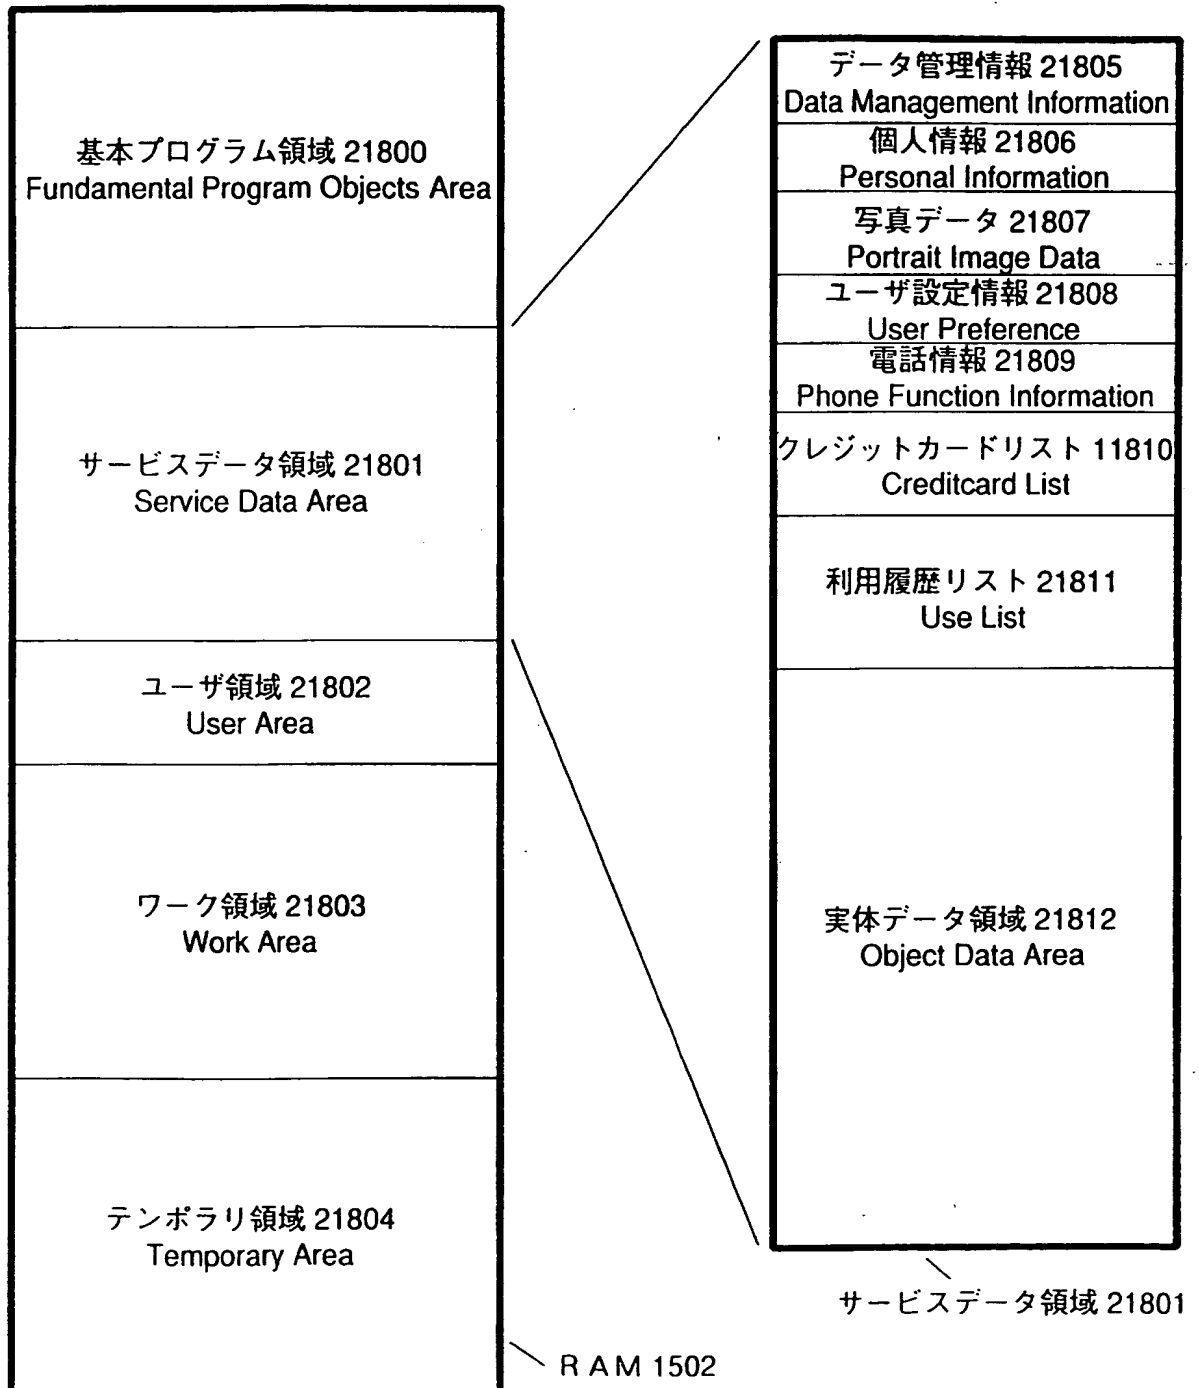 基本プログラム領域 21800
Fundamental Program Objects Area
サービスデータ領域 21801
Service Data Area
ユーザ領域 21802
User Area
ワーク領域 21803
Work Area
テンポラリ領域 21804
Temporary Area
RAM 1502
データ管理情報 21805
Data Management Information
個人情報 21806
Personal Information
写真データ 21807
Portrait Image Data
ユーザ設定情報 21808
User Preference
電話情報 21809
Phone Function Information
クレジットカードリスト 11810
Creditcard List
利用履歴リスト 21811
Use List
実体データ領域 21812
Object Data Area
サービスデータ領域 21801